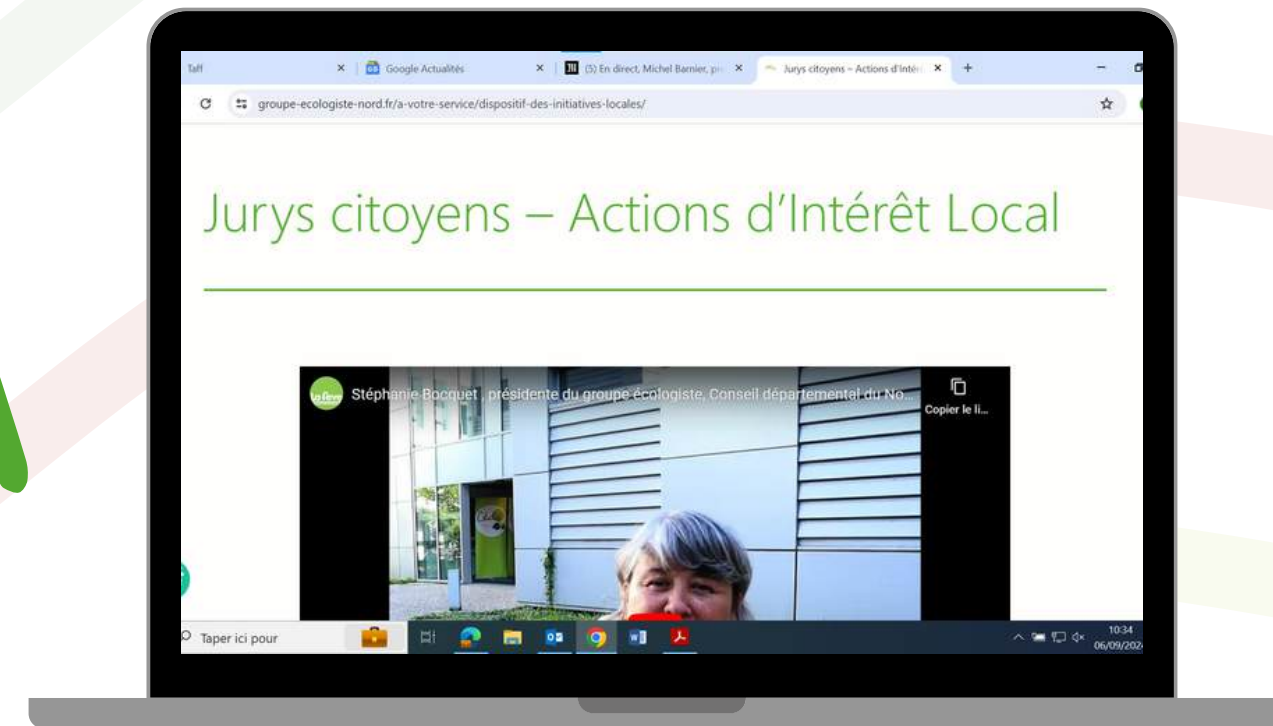 Taff
Google Actualités
(5) En direct, Michel Barnier, pr
Jurys citoyens – Actions d'Intér
groupe-ecologiste-nord.fr/a-votre-service/dispositif-des-initiatives-locales/
Jurys citoyens – Actions d'Intérêt Local
Stéphanie Bocquet , présidente du groupe écologiste, Conseil départemental du No...
Copier le li...
Taper ici pour
10:34
06/09/202